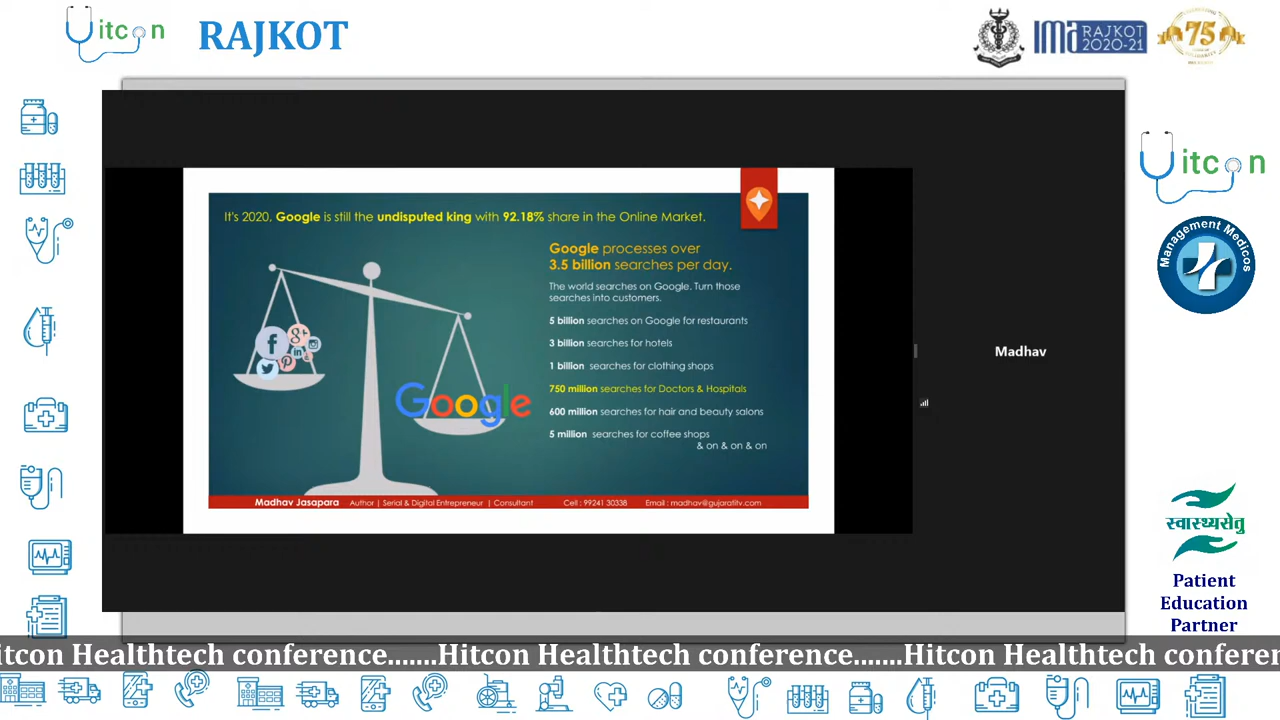 itcon
RAJKOT
IMA RAJKOT
2020-21
75
itcon
Management Medicos
It's 2020. Google is still the undisputed king with 92.18% share in the Online Market.
Google processes over
3.5 billion searches per day.
The world searches on Google. Turn those
searches into customers.
5 billion searches on Google for restaurants
3 billion searches for hotels
1 billion searches for clothing shops
750 million searches for Doctors & Hospitals
600 million searches for hair and beauty salons
5 million searches for coffee shops
& on & on & on
Google
Madhav Jasapara Author | Serial & Digital Entrepreneur | Consultant Cell : 99241 30338 Email : madhav@gujaratitv.com
Madhav
स्वास्थ्यसेतु
Patient
Education
Partner
itcon Healthtech conference.......Hitcon Healthtech conference.......Hitcon Healthtech conferen